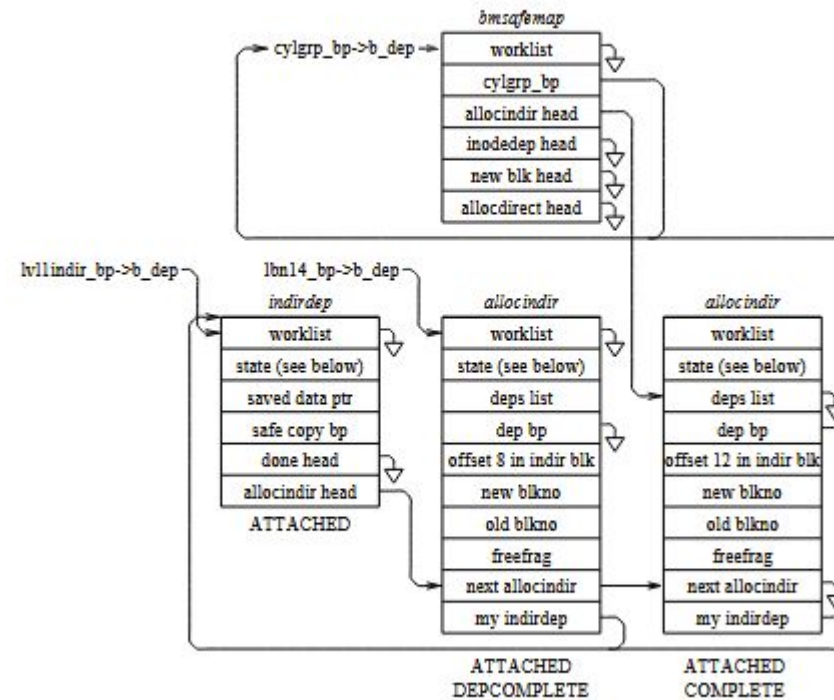 bmsafemap
cylgrp_bp->b_dep
worklist
cylgrp_bp
allocindir head
inodedep head
new blk head
allocdirect head
lvl1indir_bp->b_dep
lbn14_bp->b_dep
indirdep
worklist
state (see below)
saved data ptr
safe copy bp
done head
allocindir head
ATTACHED
allocindir
worklist
state (see below)
deps list
dep bp
offset 8 in indir blk
new blkno
old blkno
freefrag
next allocindir
my indirdep
ATTACHED
DEPCOMPLETE
allocindir
worklist
state (see below)
deps list
dep bp
offset 12 in indir blk
new blkno
old blkno
freefrag
next allocindir
my indirdep
ATTACHED
COMPLETE